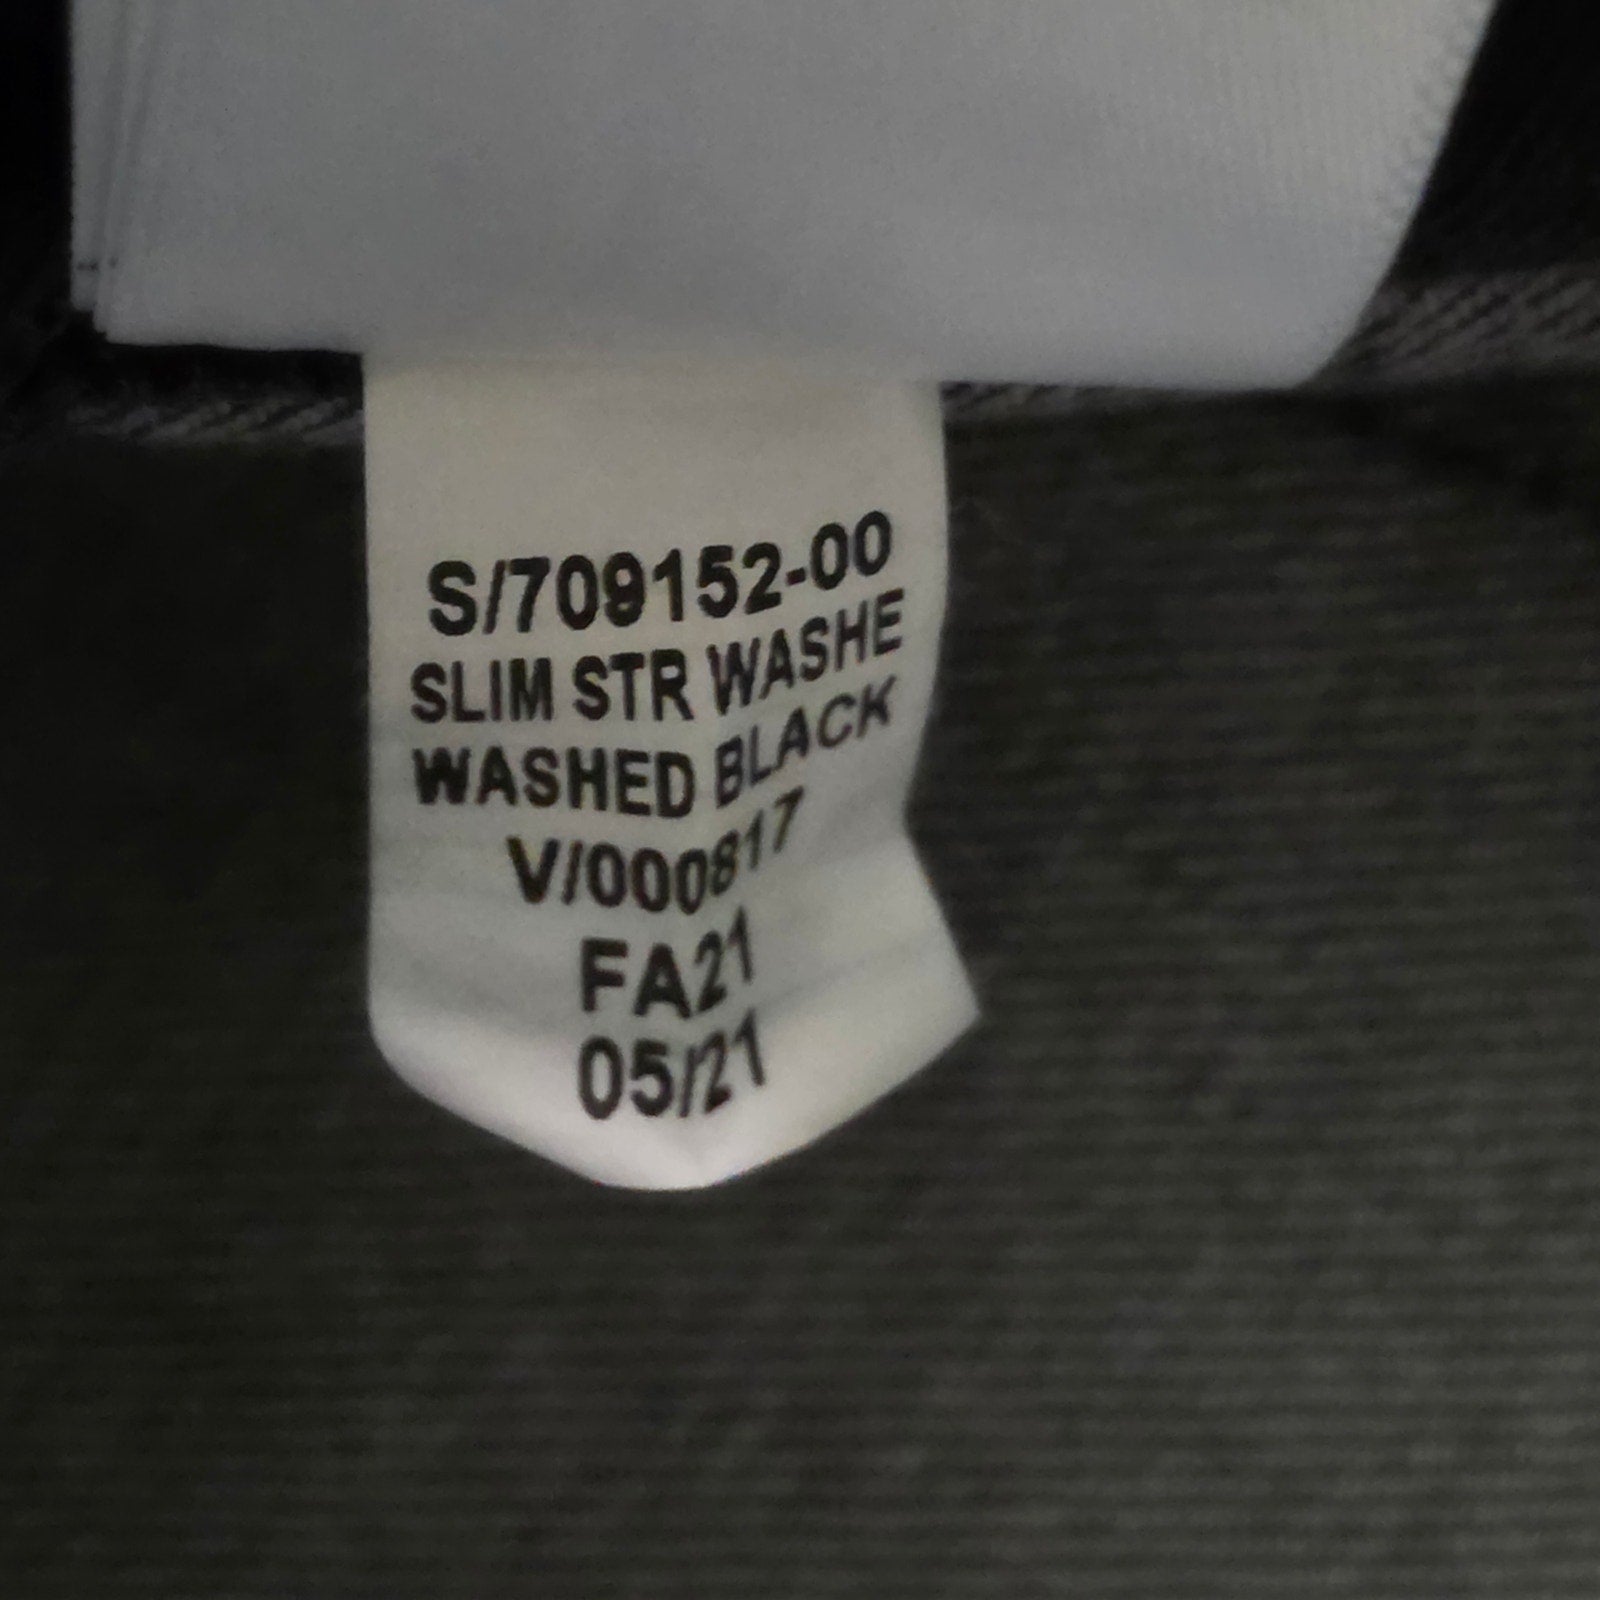 S/709152-00
SLIM STR WASHE
WASHED BLACK
V/000817
FA21
05/21